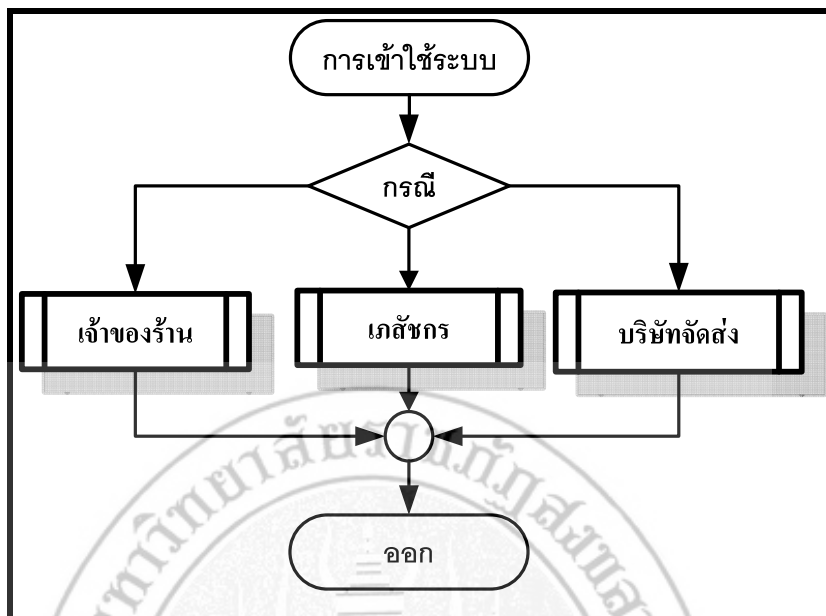 การเข้าใช้ระบบ
กรณี
เจ้าของร้าน
เภสัชกร
บริษัทจัดส่ง
ออก